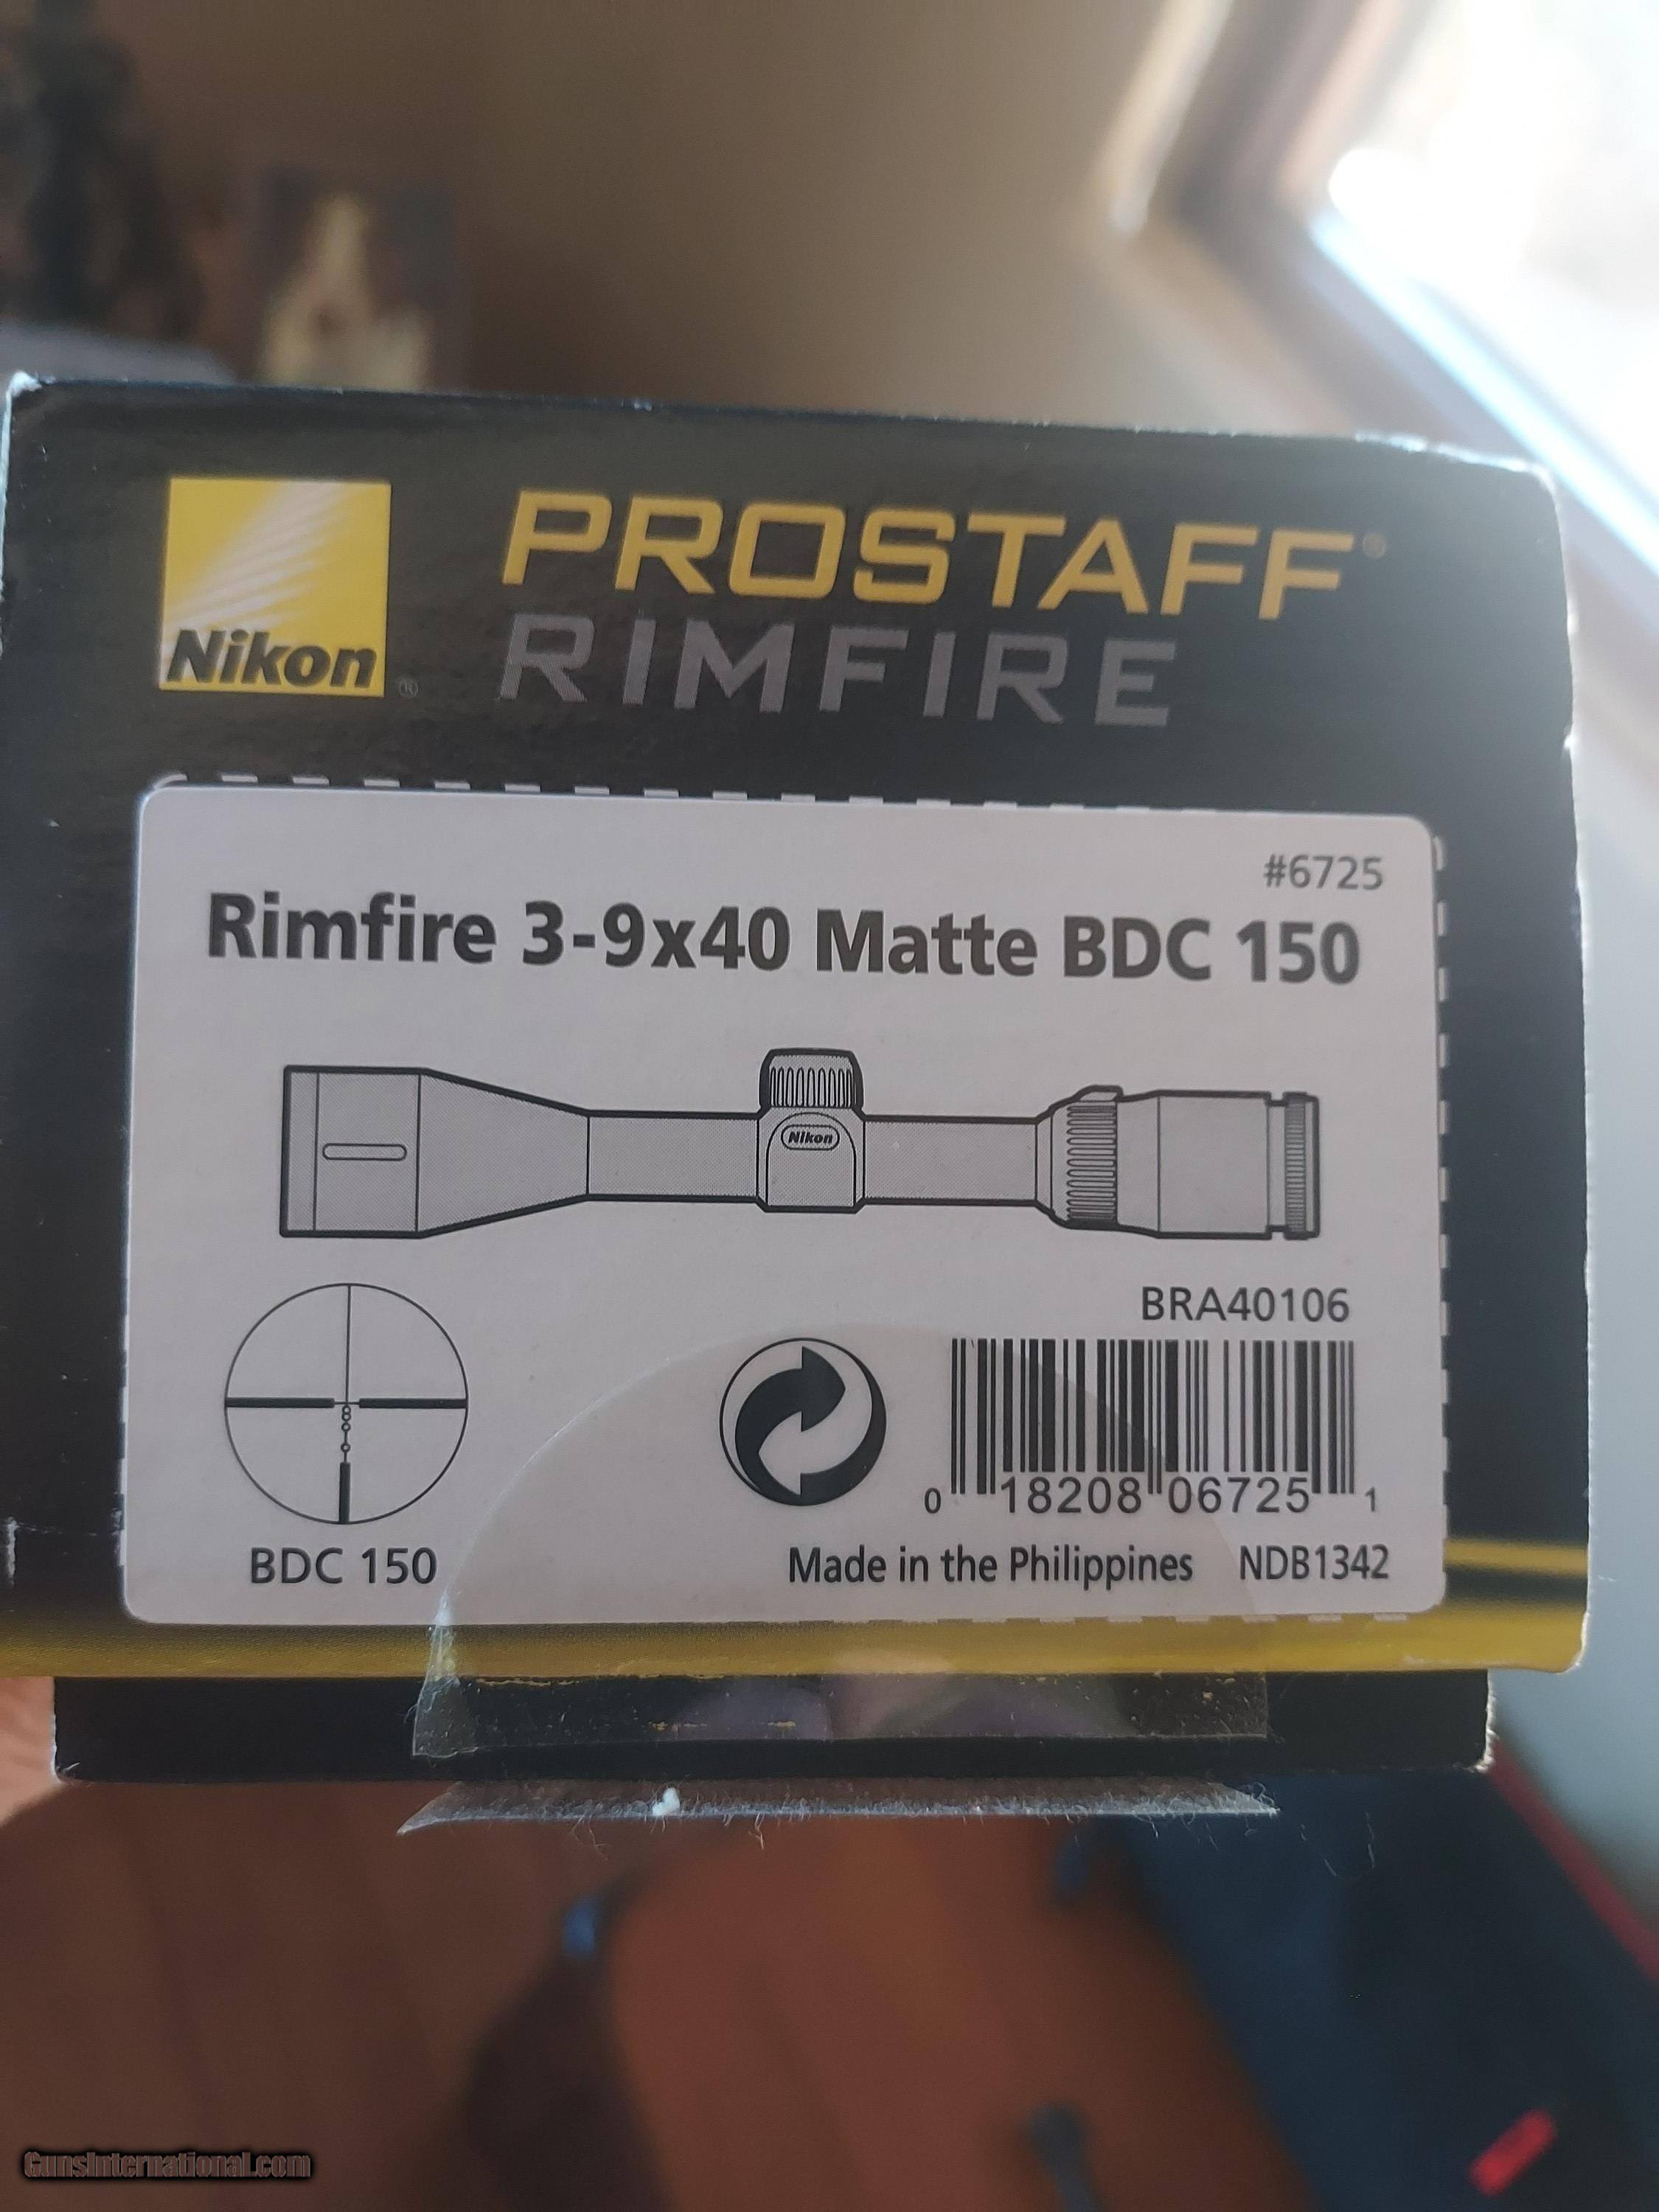 PROSTAFF®
RIMFIRE
Nikon®
#6725
Rimfire 3-9x40 Matte BDC 150
Nikon
BRA40106
0 18208 06725 1
BDC 150
Made in the Philippines NDB1342
GunsInternational.com